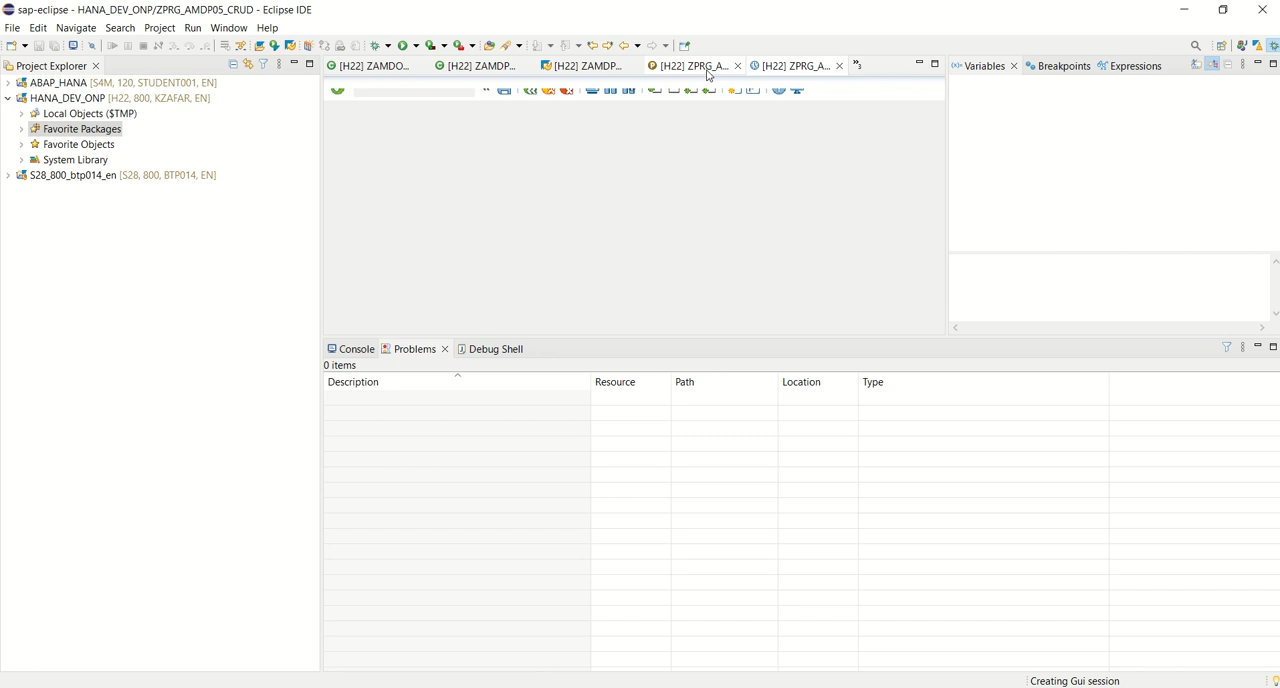 sap-eclipse - HANA_DEV_ONP/ZPRG_AMDP05_CRUD - Eclipse IDE
File Edit Navigate Search Project Run Window Help
Project Explorer
[H22] ZAMDO... [H22] ZAMDP... [H22] ZAMDP... [H22] ZPRG_A... [H22] ZPRG_A... »3
Variables Breakpoints Expressions
ABAP_HANA [S4M, 120, STUDENT001, EN]
HANA_DEV_ONP [H22, 800, KZAFAR, EN]
Local Objects ($TMP)
Favorite Packages
Favorite Objects
System Library
S28_800_btp014_en [S28, 800, BTP014, EN]
Console Problems Debug Shell
0 items
Description Resource Path Location Type
Creating Gui session